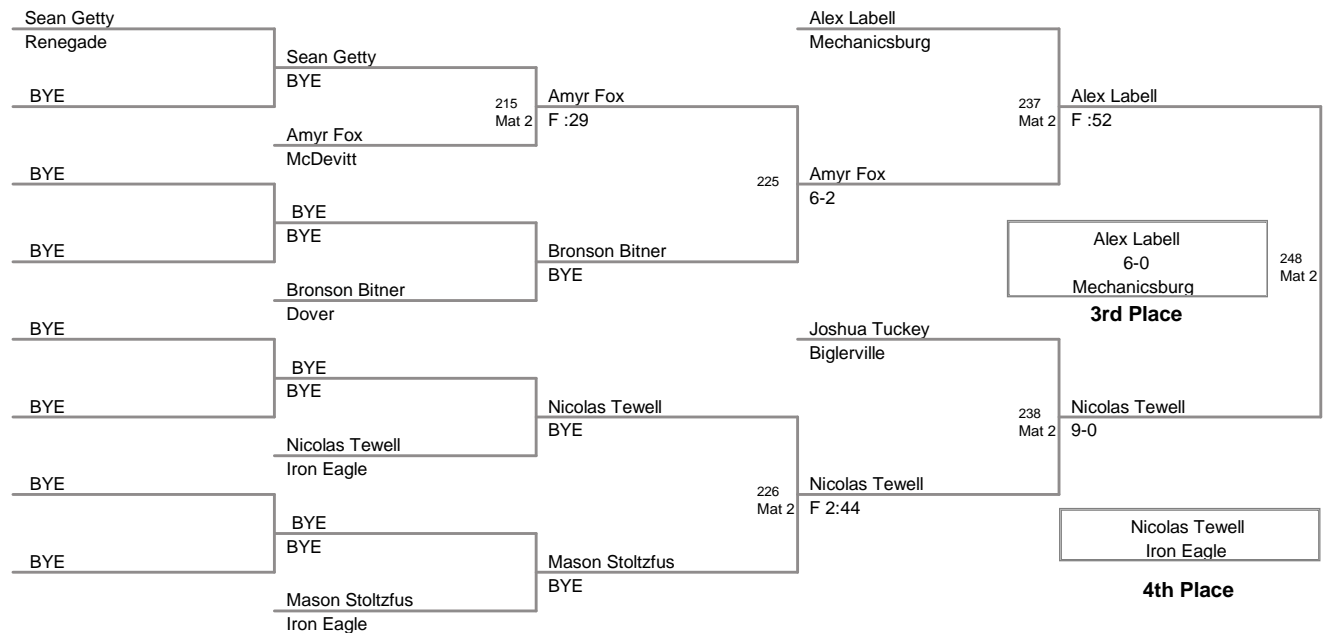 Sean Getty
Renegade
BYE
BYE
BYE
BYE
BYE
BYE
BYE
Sean Getty
BYE
Amyr Fox
McDevitt
BYE
BYE
Bronson Bitner
Dover
BYE
BYE
Nicolas Tewell
Iron Eagle
BYE
BYE
Mason Stoltzfus
Iron Eagle
215
Mat 2
Amyr Fox
F :29
Bronson Bitner
BYE
Nicolas Tewell
BYE
Mason Stoltzfus
BYE
225
226
Mat 2
Alex Labell
Mechanicsburg
Amyr Fox
6-2
Joshua Tuckey
Biglerville
Nicolas Tewell
F 2:44
237
Mat 2
238
Mat 2
Alex Labell
F :52
Nicolas Tewell
9-0
248
Mat 2
Alex Labell
6-0
Mechanicsburg
3rd Place
Nicolas Tewell
Iron Eagle
4th Place